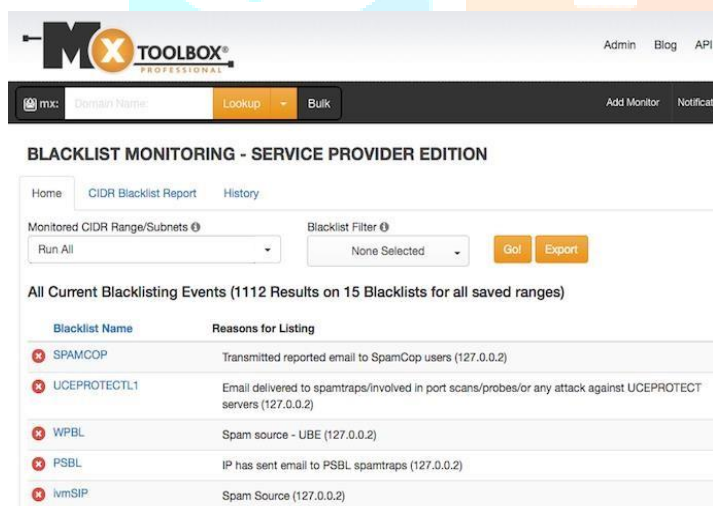 MX TOOLBOX®
PROFESSIONAL
Admin Blog API
mx: Domain Name: Lookup Bulk
Add Monitor Notificat
BLACKLIST MONITORING - SERVICE PROVIDER EDITION
Home CIDR Blacklist Report History
Monitored CIDR Range/Subnets Blacklist Filter
Run All None Selected Go! Export
All Current Blacklisting Events (1112 Results on 15 Blacklists for all saved ranges)
Blacklist Name Reasons for Listing
SPAMCOP Transmitted reported email to SpamCop users (127.0.0.2)
UCEPROTECTL1 Email delivered to spamtraps/involved in port scans/probes/or any attack against UCEPROTECT
servers (127.0.0.2)
WPBL Spam source - UBE (127.0.0.2)
PSBL IP has sent email to PSBL spamtraps (127.0.0.2)
ivmSIP Spam Source (127.0.0.2)